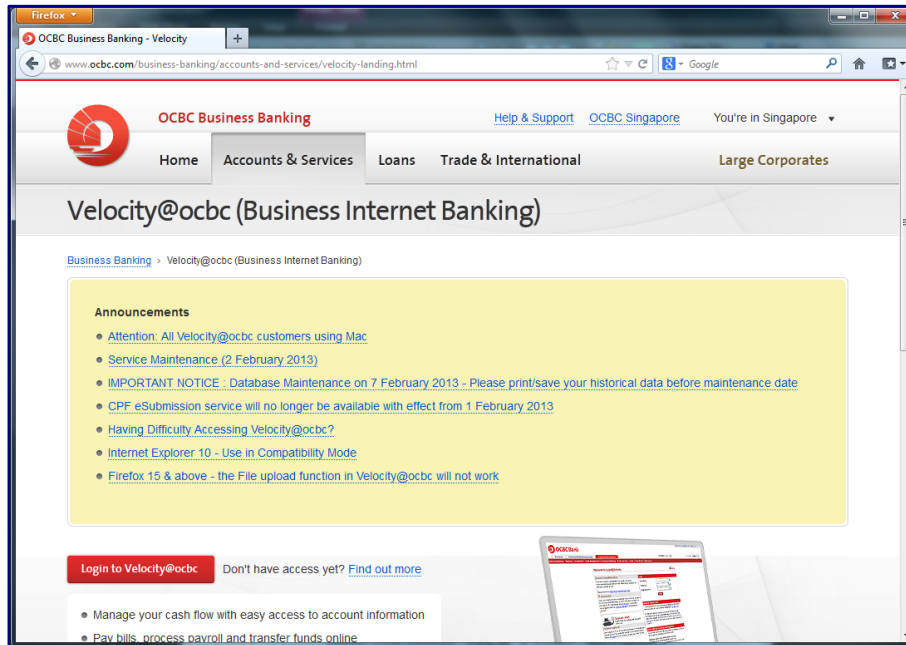 Firefox
OCBC Business Banking - Velocity
www.ocbc.com/business-banking/accounts-and-services/velocity-landing.html
Google
OCBC Business Banking
Help & Support
OCBC Singapore
You're in Singapore
Home
Accounts & Services
Loans
Trade & International
Large Corporates
Velocity@ocbc (Business Internet Banking)
Business Banking › Velocity@ocbc (Business Internet Banking)
Announcements
Attention: All Velocity@ocbc customers using Mac
Service Maintenance (2 February 2013)
IMPORTANT NOTICE : Database Maintenance on 7 February 2013 - Please print/save your historical data before maintenance date
CPF eSubmission service will no longer be available with effect from 1 February 2013
Having Difficulty Accessing Velocity@ocbc?
Internet Explorer 10 - Use in Compatibility Mode
Firefox 15 & above - the File upload function in Velocity@ocbc will not work
Login to Velocity@ocbc
Don't have access yet? Find out more
OCBC Bank
Manage your cash flow with easy access to account information
Pay bills, process payroll and transfer funds online